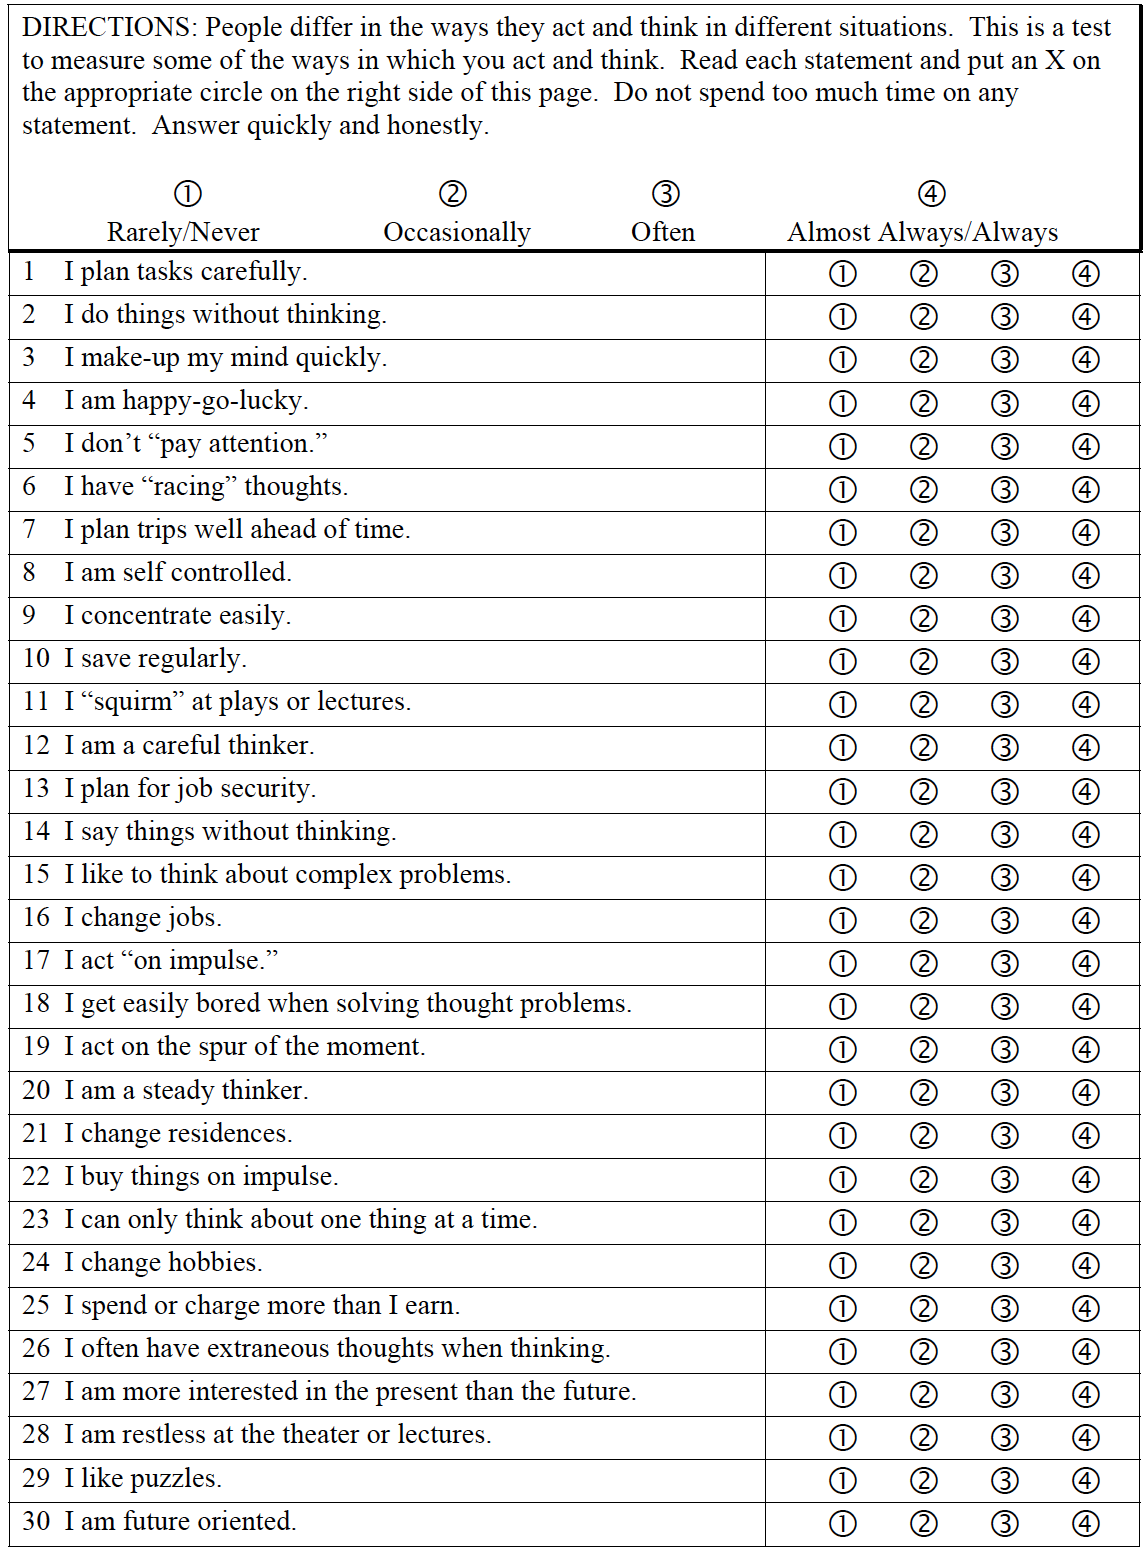 DIRECTIONS: People differ in the ways they act and think in different situations.  This is a test
to measure some of the ways in which you act and think.  Read each statement and put an X on
the appropriate circle on the right side of this page.  Do not spend too much time on any
statement.  Answer quickly and honestly.
① ② ③ ④
Rarely/Never Occasionally Often Almost Always/Always
1 I plan tasks carefully. ① ② ③ ④
2 I do things without thinking. ① ② ③ ④
3 I make-up my mind quickly. ① ② ③ ④
4 I am happy-go-lucky. ① ② ③ ④
5 I don’t “pay attention.” ① ② ③ ④
6 I have “racing” thoughts. ① ② ③ ④
7 I plan trips well ahead of time. ① ② ③ ④
8 I am self controlled. ① ② ③ ④
9 I concentrate easily. ① ② ③ ④
10 I save regularly. ① ② ③ ④
11 I “squirm” at plays or lectures. ① ② ③ ④
12 I am a careful thinker. ① ② ③ ④
13 I plan for job security. ① ② ③ ④
14 I say things without thinking. ① ② ③ ④
15 I like to think about complex problems. ① ② ③ ④
16 I change jobs. ① ② ③ ④
17 I act “on impulse.” ① ② ③ ④
18 I get easily bored when solving thought problems. ① ② ③ ④
19 I act on the spur of the moment. ① ② ③ ④
20 I am a steady thinker. ① ② ③ ④
21 I change residences. ① ② ③ ④
22 I buy things on impulse. ① ② ③ ④
23 I can only think about one thing at a time. ① ② ③ ④
24 I change hobbies. ① ② ③ ④
25 I spend or charge more than I earn. ① ② ③ ④
26 I often have extraneous thoughts when thinking. ① ② ③ ④
27 I am more interested in the present than the future. ① ② ③ ④
28 I am restless at the theater or lectures. ① ② ③ ④
29 I like puzzles. ① ② ③ ④
30 I am future oriented. ① ② ③ ④